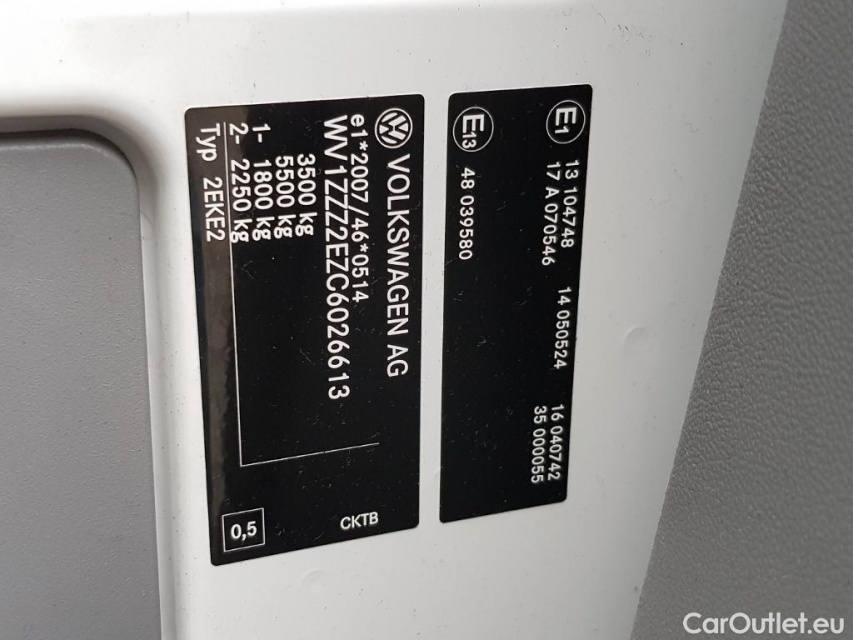 VOLKSWAGEN AG
e1*2007/46*0514
WV1ZZZ2EZC6026613
3500 kg
5500 kg
1- 1800 kg
2- 2250 kg
Typ 2EKE2
CKTB
0,5
E1 13 104748 14 050524 16 040742
17 A 070546 35 000055
E13 48 039580
CarOutlet.eu